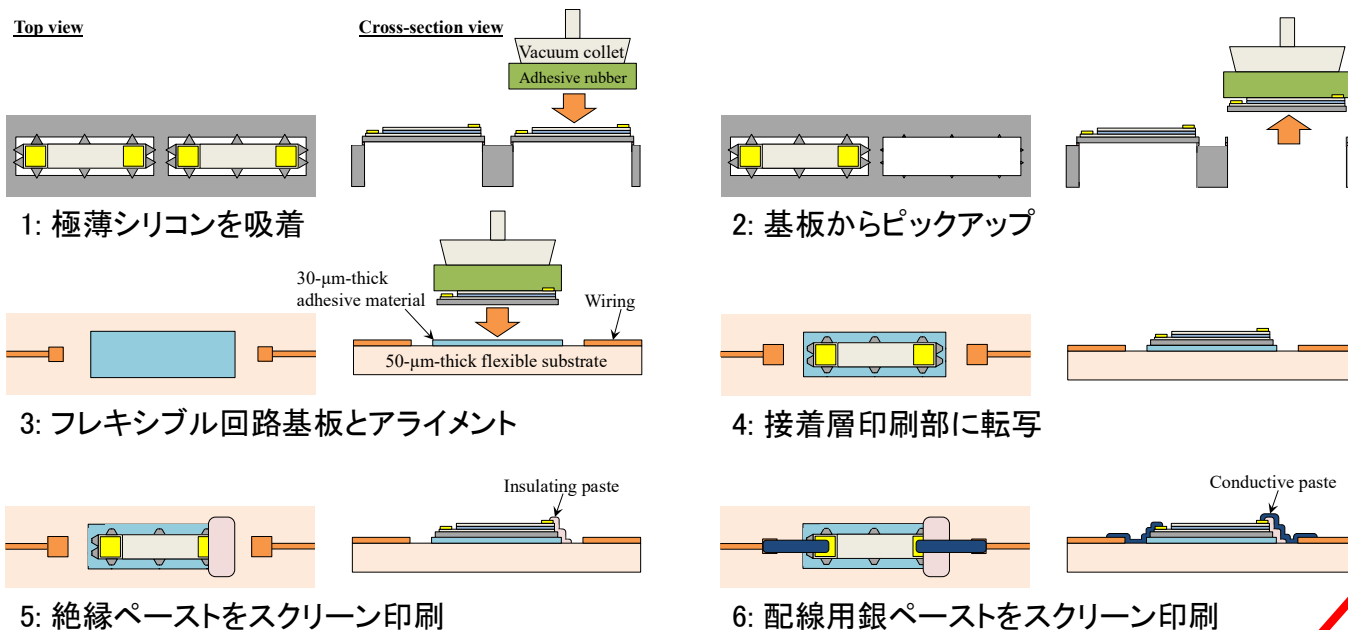 Top view
Cross-section view
Vacuum collet
Adhesive rubber
1: 極薄シリコンを吸着
2: 基板からピックアップ
30-μm-thick
adhesive material
Wiring
50-μm-thick flexible substrate
3: フレキシブル回路基板とアライメント
4: 接着層印刷部に転写
Insulating paste
Conductive paste
5: 絶縁ペーストをスクリーン印刷
6: 配線用銀ペーストをスクリーン印刷